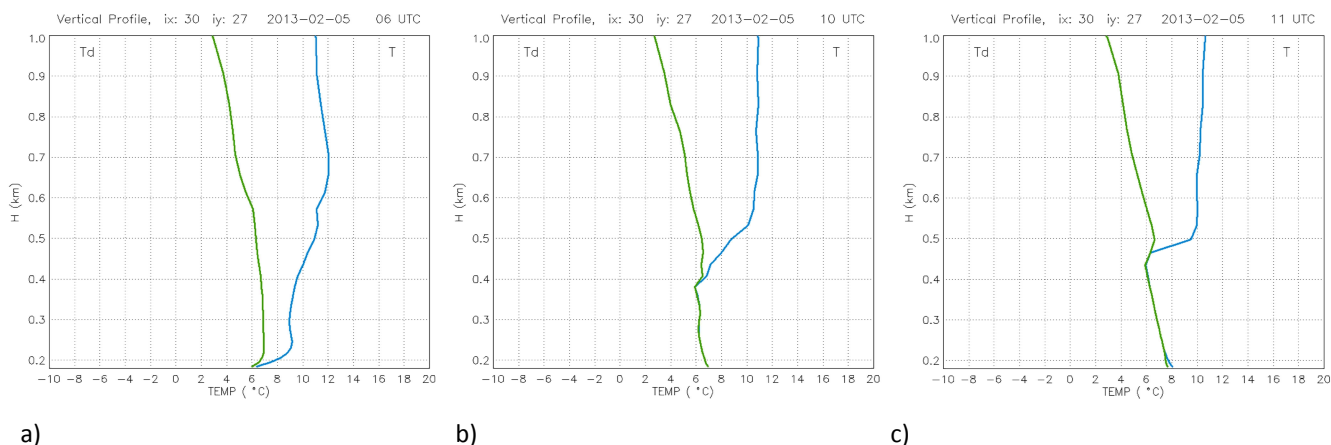 Vertical Profile, ix: 30 iy: 27 2013-02-05 06 UTC
1.0
Td T
0.9
0.8
0.7
0.6
H (km)
0.5
0.4
0.3
0.2
-10 -8 -6 -4 -2 0 2 4 6 8 10 12 14 16 18 20
TEMP ( °C)
a)
Vertical Profile, ix: 30 iy: 27 2013-02-05 10 UTC
1.0
Td T
0.9
0.8
0.7
0.6
H (km)
0.5
0.4
0.3
0.2
-10 -8 -6 -4 -2 0 2 4 6 8 10 12 14 16 18 20
TEMP ( °C)
b)
Vertical Profile, ix: 30 iy: 27 2013-02-05 11 UTC
1.0
Td T
0.9
0.8
0.7
0.6
H (km)
0.5
0.4
0.3
0.2
-10 -8 -6 -4 -2 0 2 4 6 8 10 12 14 16 18 20
TEMP ( °C)
c)